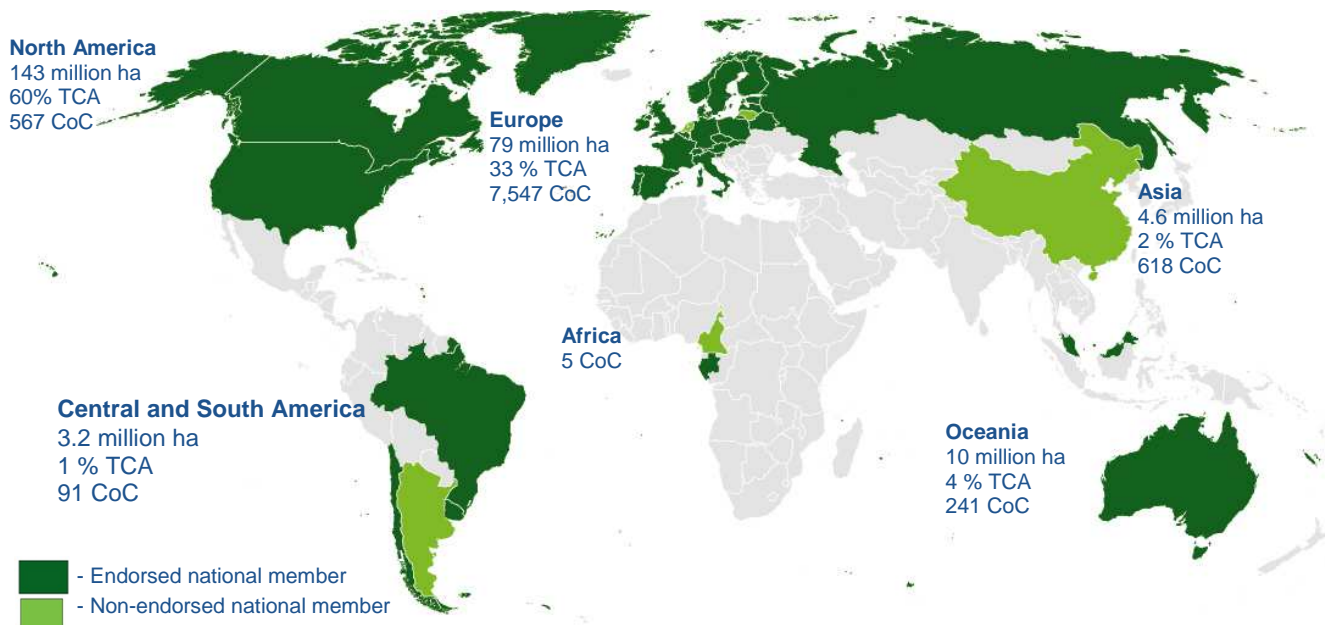 North America
143 million ha
60% TCA
567 CoC
Europe
79 million ha
33 % TCA
7,547 CoC
Asia
4.6 million ha
2 % TCA
618 CoC
Africa
5 CoC
Central and South America
3.2 million ha
1 % TCA
91 CoC
Oceania
10 million ha
4 % TCA
241 CoC
- Endorsed national member
- Non-endorsed national member